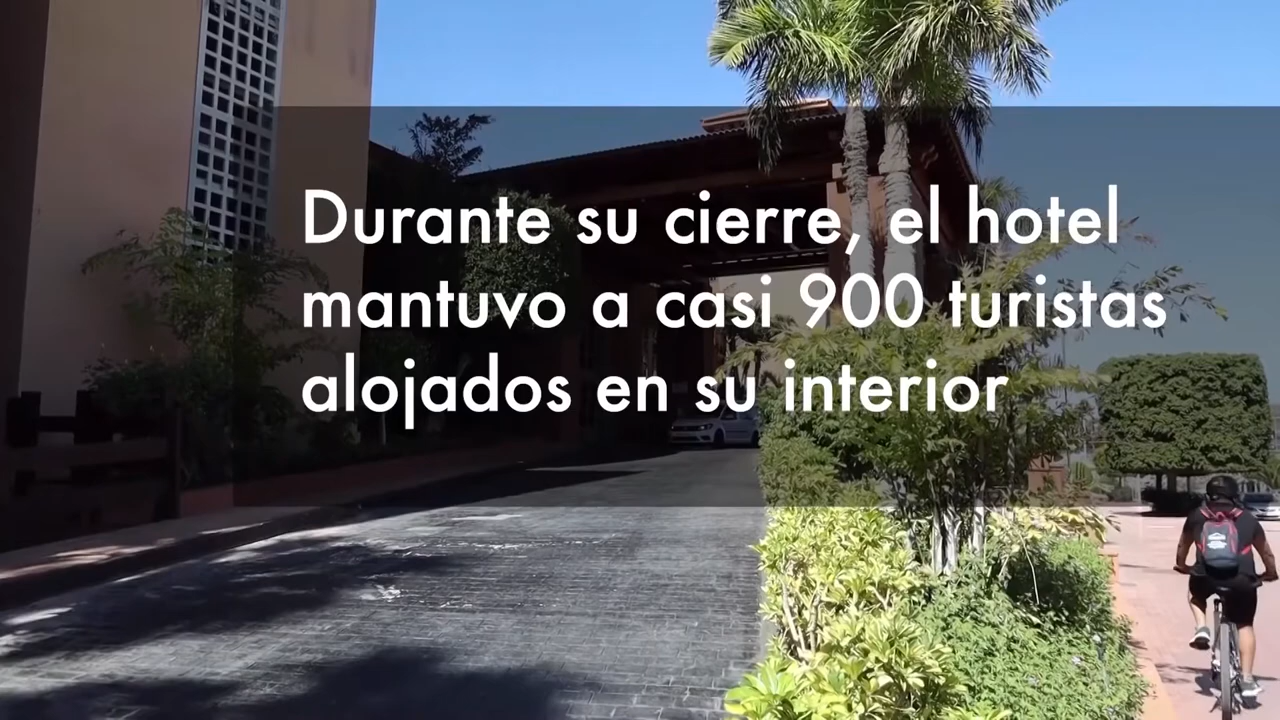 Durante su cierre, el hotel
mantuvo a casi 900 turistas
alojados en su interior